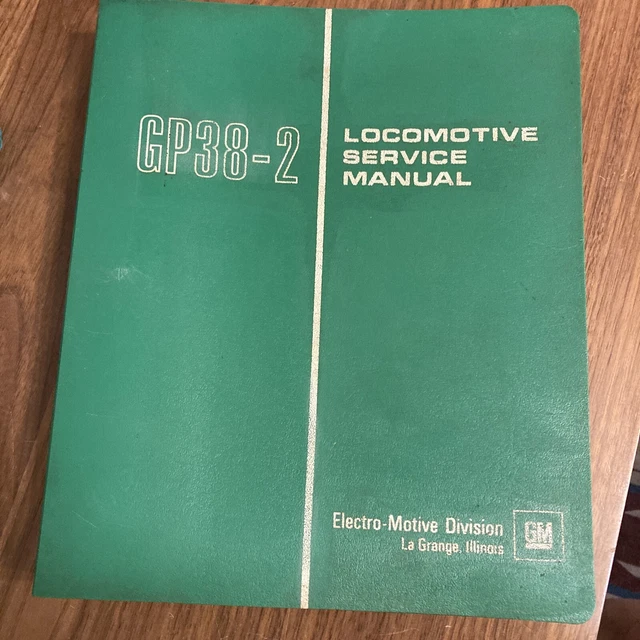 GP38-2
LOCOMOTIVE
SERVICE
MANUAL
Electro-Motive Division
La Grange, Illinois
GM